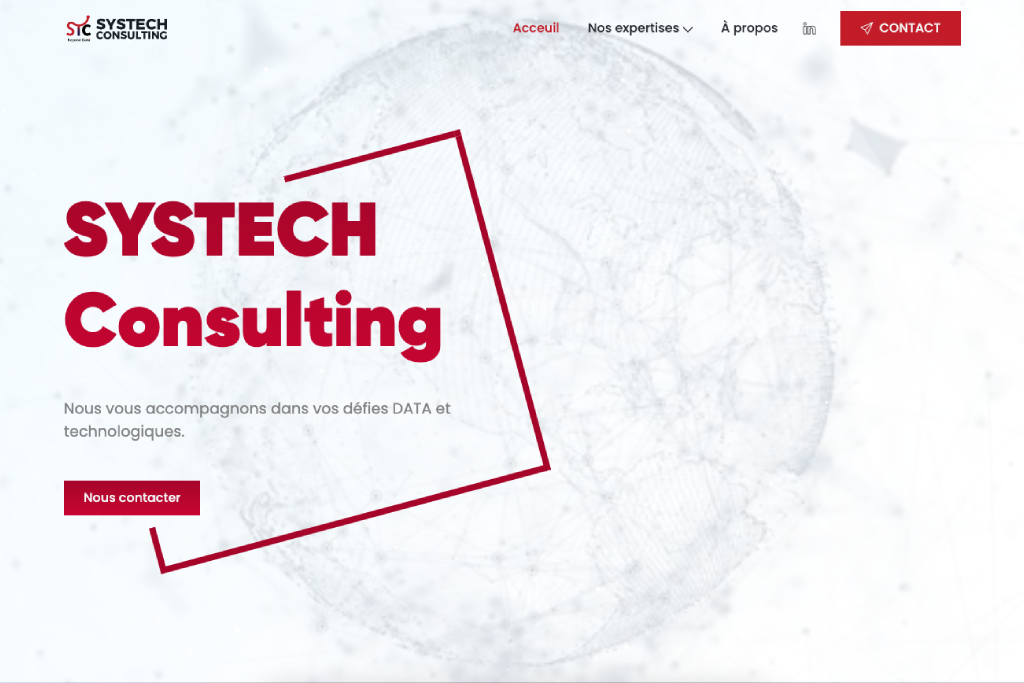 STC SYSTECH
CONSULTING
Acceuil
Nos expertises
À propos
in
CONTACT
SYSTECH
Consulting
Nous vous accompagnons dans vos défies DATA et
technologiques.
Nous contacter